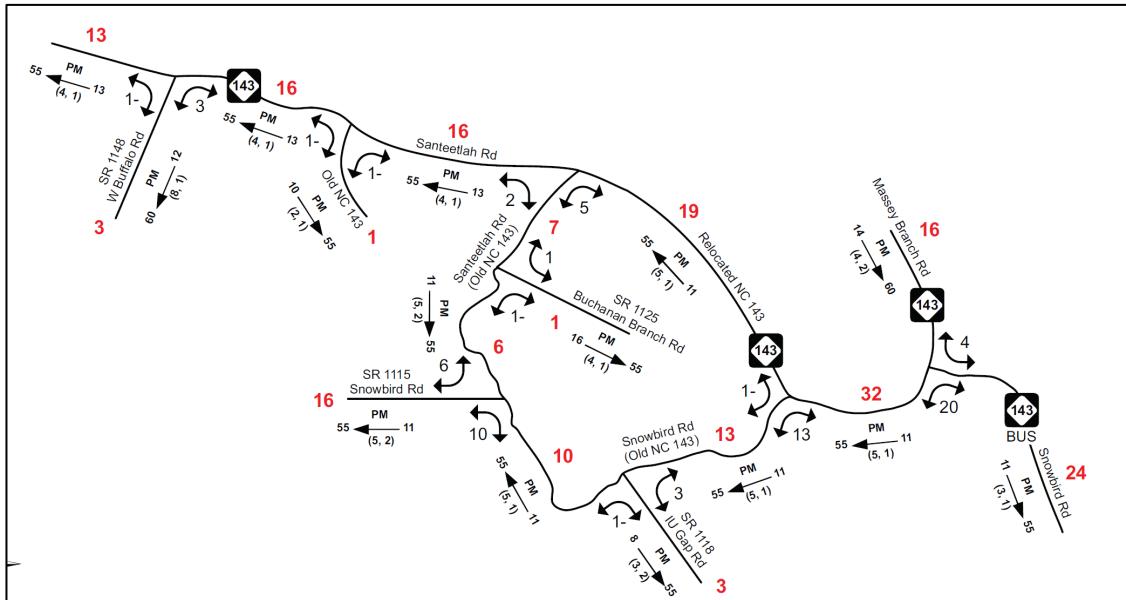 13
55
PM
13
(4, 1)
1-
3
143
16
SR 1148
W Buffalo Rd
12
PM
(8, 1)
60
3
55
PM
13
(4, 1)
1-
1-
Old NC 143
10
PM
(2, 1)
55
1
16
Santeetlah Rd
PM
55
13
(4, 1)
2
5
7
Santeetlah Rd
(Old NC 143)
1
1-
SR 1125
Buchanan Branch Rd
1
16
PM
(4, 1)
55
19
Relocated NC 143
55
PM
(5, 1)
11
143
Massey Branch Rd
16
14
PM
(4, 2)
60
143
4
20
143
BUS
Snowbird Rd
24
11
PM
(3, 1)
55
32
PM
55
11
(5, 1)
1-
13
11
PM
(5, 2)
55
6
6
SR 1115
Snowbird Rd
16
PM
55
11
(5, 2)
10
10
55
PM
(5, 1)
11
Snowbird Rd
(Old NC 143)
13
PM
11
55
(5, 1)
3
1-
SR 1118
IU Gap Rd
8
PM
(3, 2)
55
3